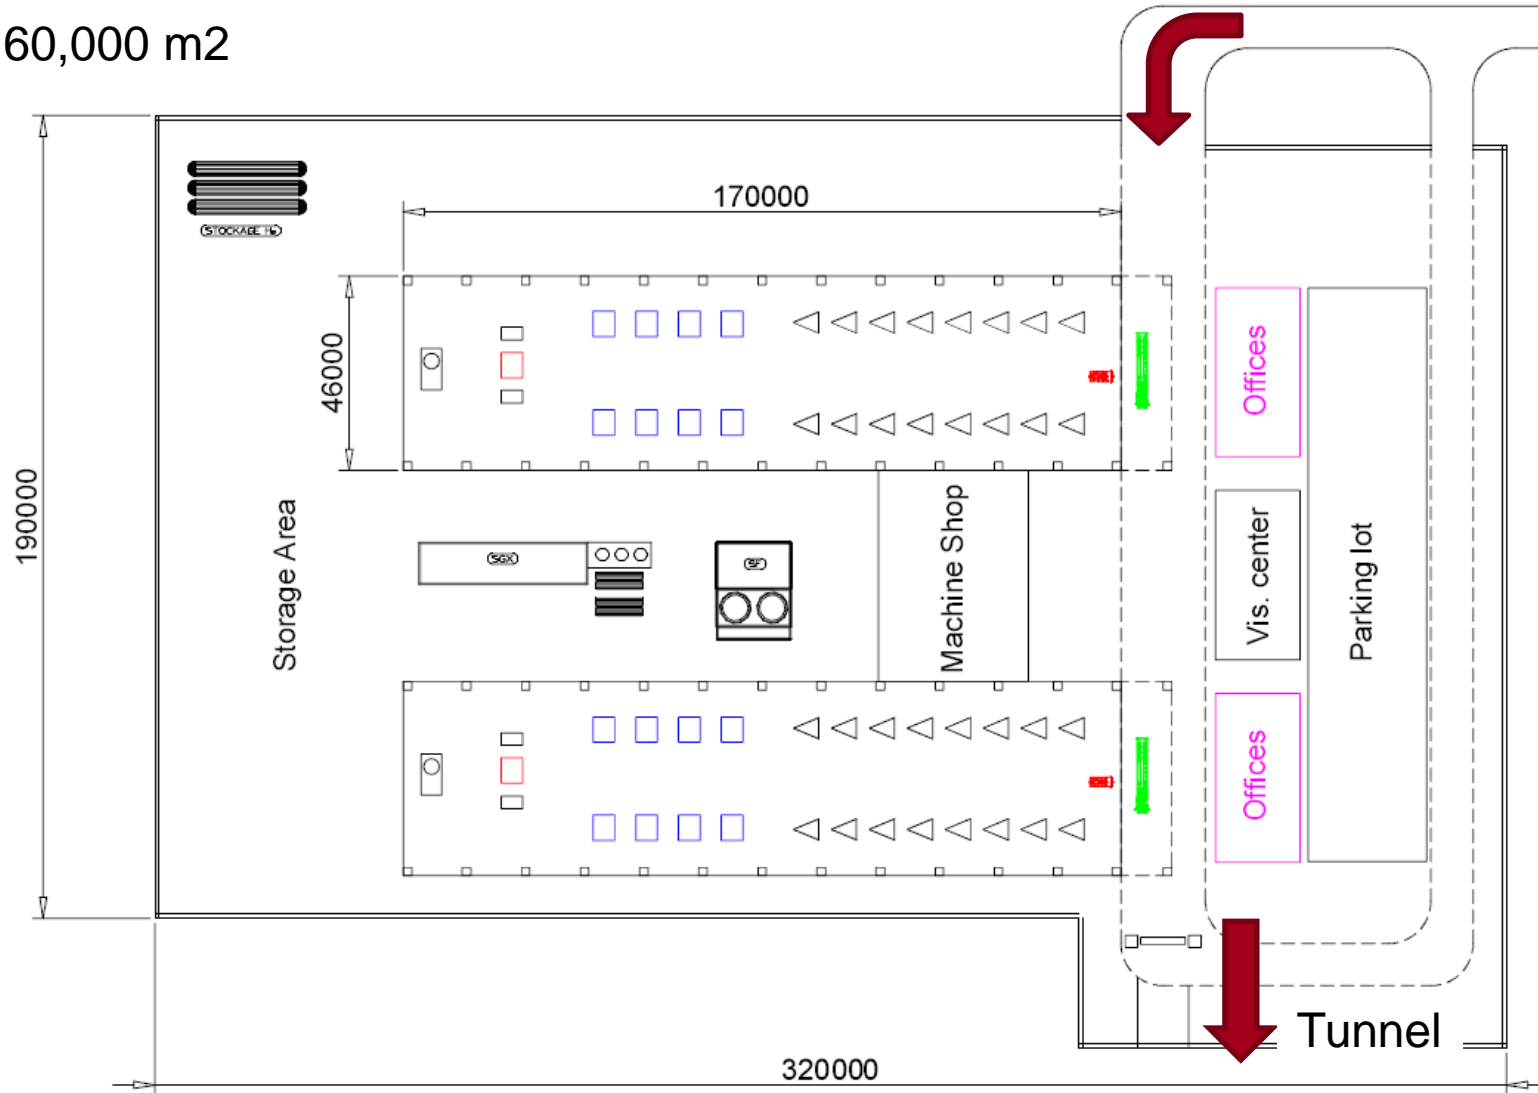 60,000 m2
170000
STOCKAGE He
46000
190000
Storage Area
SGX
SF
Machine Shop
Offices
Vis. center
Offices
Parking lot
Tunnel
320000